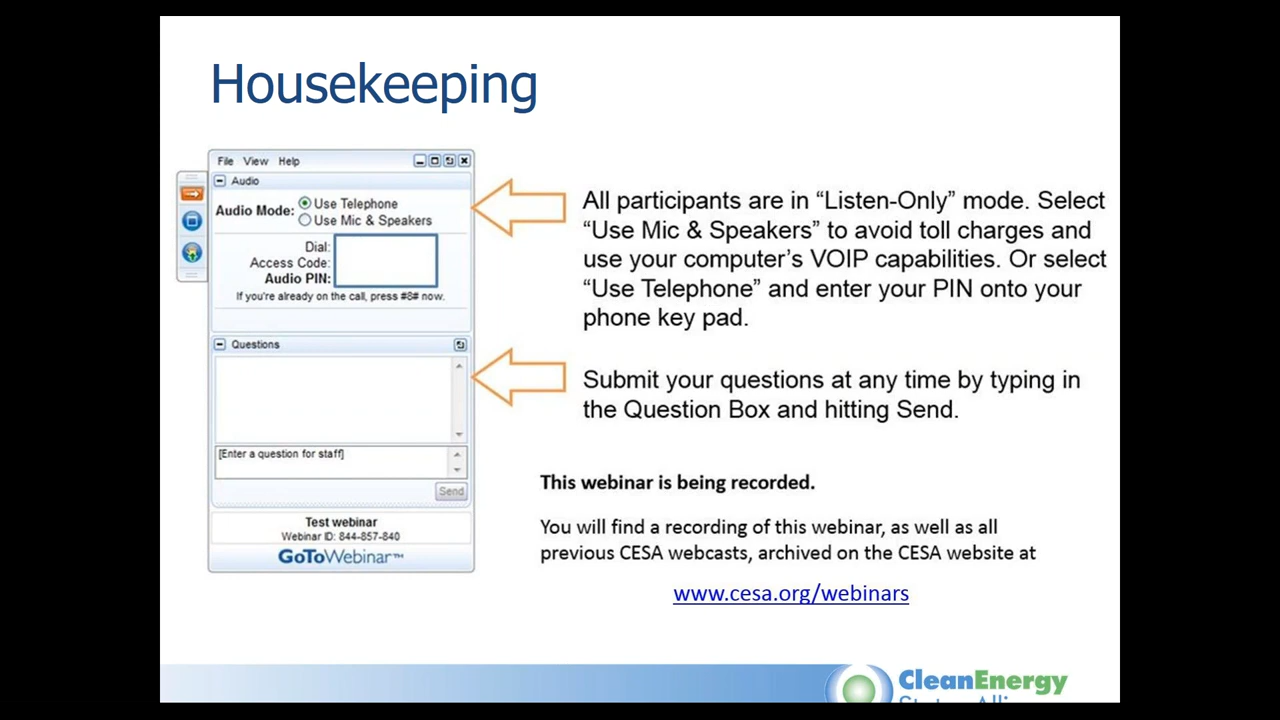 Housekeeping
File View Help
Audio
Audio Mode: Use Telephone
Use Mic & Speakers
Dial:
Access Code:
Audio PIN:
If you're already on the call, press #8# now.
Questions
[Enter a question for staff]
Send
Test webinar
Webinar ID: 844-857-840
GoToWebinar™
All participants are in “Listen-Only” mode. Select
“Use Mic & Speakers” to avoid toll charges and
use your computer’s VOIP capabilities. Or select
“Use Telephone” and enter your PIN onto your
phone key pad.
Submit your questions at any time by typing in
the Question Box and hitting Send.
This webinar is being recorded.
You will find a recording of this webinar, as well as all
previous CESA webcasts, archived on the CESA website at
www.cesa.org/webinars
CleanEnergy